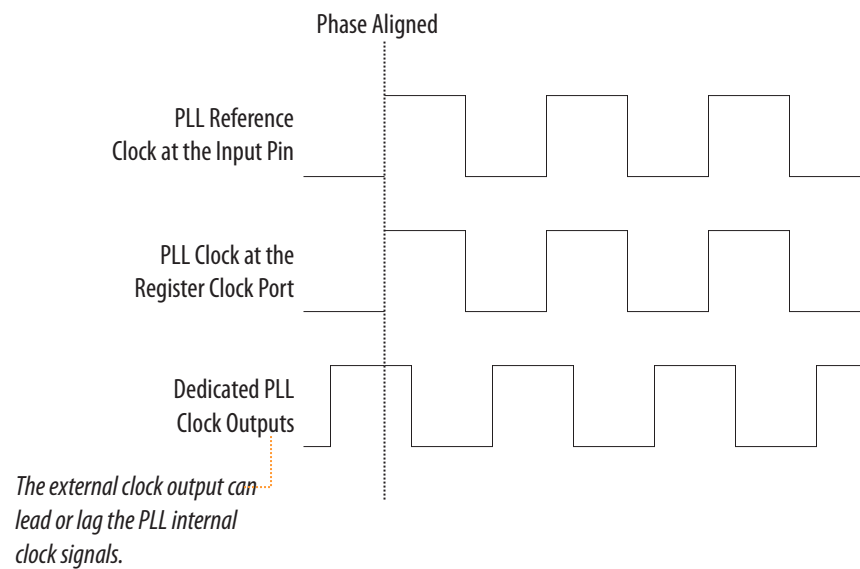 Phase Aligned
PLL Reference
Clock at the Input Pin
PLL Clock at the
Register Clock Port
Dedicated PLL
Clock Outputs
The external clock output can
lead or lag the PLL internal
clock signals.